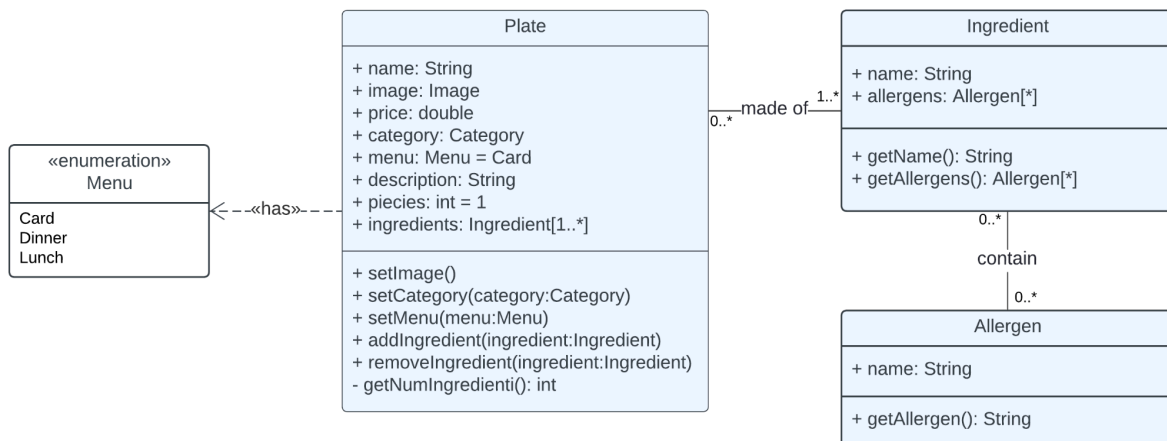 «enumeration»
Menu
Card
Dinner
Lunch
«has»
Plate
+ name: String
+ image: Image
+ price: double
+ category: Category
+ menu: Menu = Card
+ description: String
+ piecies: int = 1
+ ingredients: Ingredient[1..*]
+ setImage()
+ setCategory(category:Category)
+ setMenu(menu:Menu)
+ addIngredient(ingredient:Ingredient)
+ removeIngredient(ingredient:Ingredient)
- getNumIngredienti(): int
0..*
made of
1..*
Ingredient
+ name: String
+ allergens: Allergen[*]
+ getName(): String
+ getAllergens(): Allergen[*]
0..*
contain
0..*
Allergen
+ name: String
+ getAllergen(): String